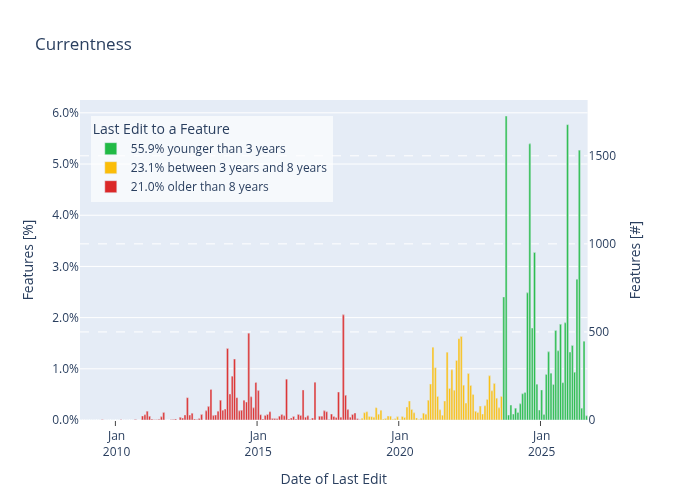 Currentness
Last Edit to a Feature
55.9% younger than 3 years
23.1% between 3 years and 8 years
21.0% older than 8 years
6.0%
5.0%
4.0%
3.0%
2.0%
1.0%
0.0%
Features [%]
1500
1000
500
0
Features [#]
Jan
2010
Jan
2015
Jan
2020
Jan
2025
Date of Last Edit